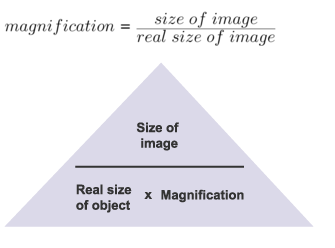 magnification = size of image / real size of image
Size of
image
Real size
of object x Magnification